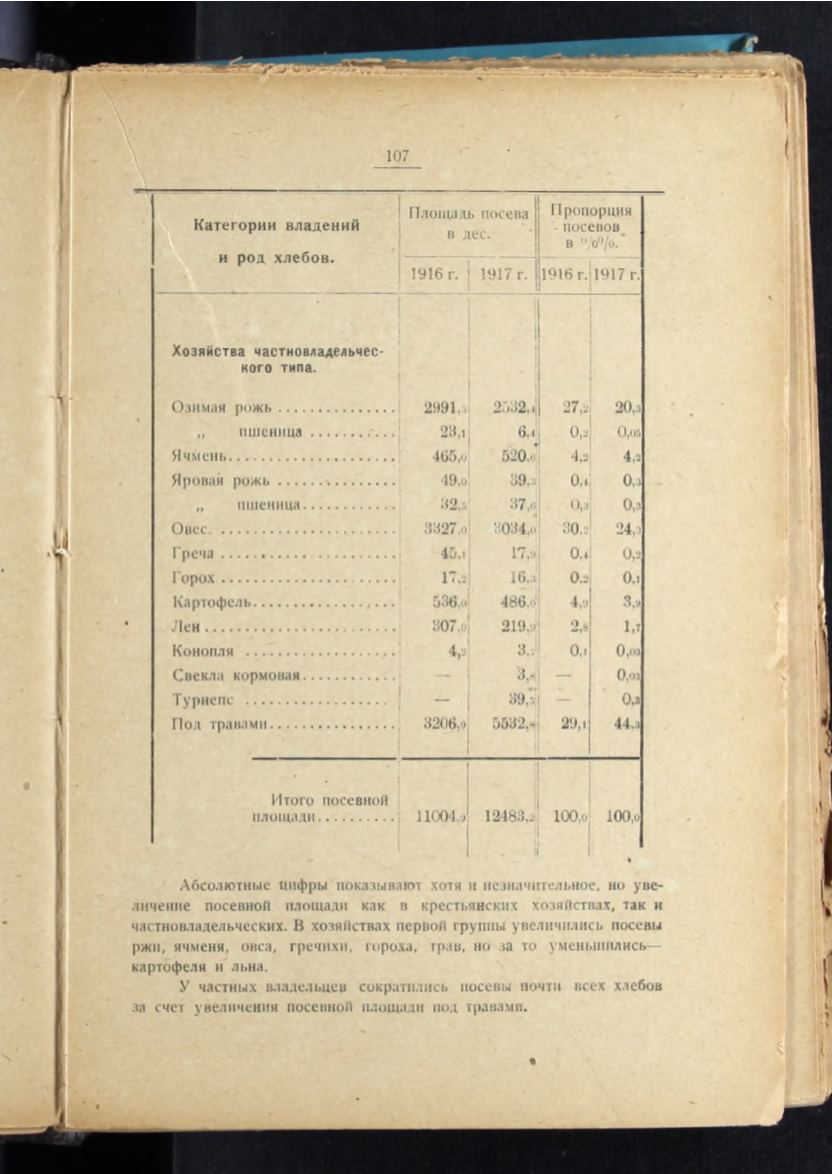 107
Категории владений
и род хлебов.
Площадь посева
в дес.
Пропорция
посевов
в %%.
1916 г. 1917 г. 1916 г. 1917 г.
Хозяйства частновладельчес-
кого типа.
Озимая рожь ............... 2991,5 2532,4 27,2 20,3
„ пшеница .......... 23,1 6,4 0,2 0,05
Ячмень..................... 465,0 520,6 4,2 4,2
Яровая рожь ............... 49,0 39,3 0,4 0,3
„ пшеница............ 32,5 37,6 0,3 0,3
Овес. ...................... 3327,0 3034,0 30,2 24,3
Греча ...................... 45,1 17,9 0,4 0,2
Горох ...................... 17,2 16,3 0,2 0,1
Картофель.................. 536,0 486,0 4,9 3,9
Лен ........................ 307,0 219,9 2,8 1,7
Конопля ................... 4,2 3,7 0,1 0,03
Свекла кормовая............ — 3,8 — 0,03
Турнепс .................. — 39,5 — 0,3
Под травами................ 3206,9 5532,8 29,1 44,3
Итого посевной
площади.......... 11004,9 12483,2 100,0 100,0
Абсолютные цифры показывают хотя и незначительное, но уве-
личение посевной площади как в крестьянских хозяйствах, так и
частновладельческих. В хозяйствах первой группы увеличились посевы
ржи, ячменя, овса, гречихи, гороха, трав, но за то уменьшились—
картофеля и льна.
У частных владельцев сократились посевы почти всех хлебов
за счет увеличения посевной площади под травами.